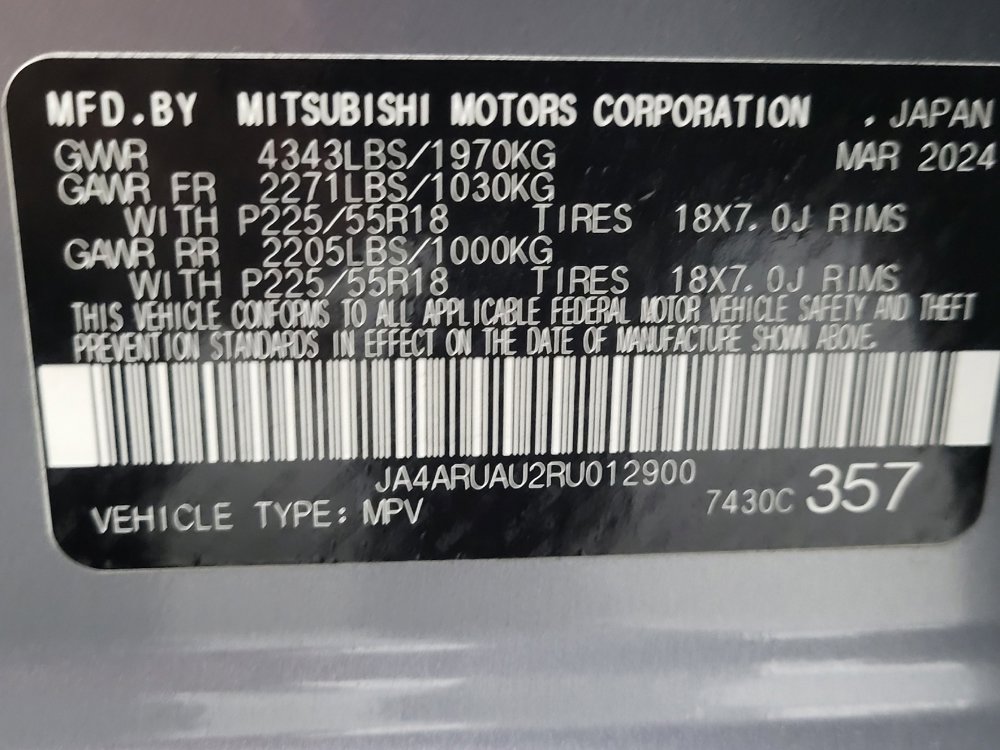 MFD.BY MITSUBISHI MOTORS CORPORATION . JAPAN
GVWR 4343LBS/1970KG MAR 2024
GAWR FR 2271LBS/1030KG
WITH P225/55R18 TIRES 18X7.0J RIMS
GAWR RR 2205LBS/1000KG
WITH P225/55R18 TIRES 18X7.0J RIMS
THIS VEHICLE CONFORMS TO ALL APPLICABLE FEDERAL MOTOR VEHICLE SAFETY AND THEFT
PREVENTION STANDARDS IN EFFECT ON THE DATE OF MANUFACTURE SHOWN ABOVE.
JA4ARUAU2RU012900
VEHICLE TYPE: MPV 7430C 357